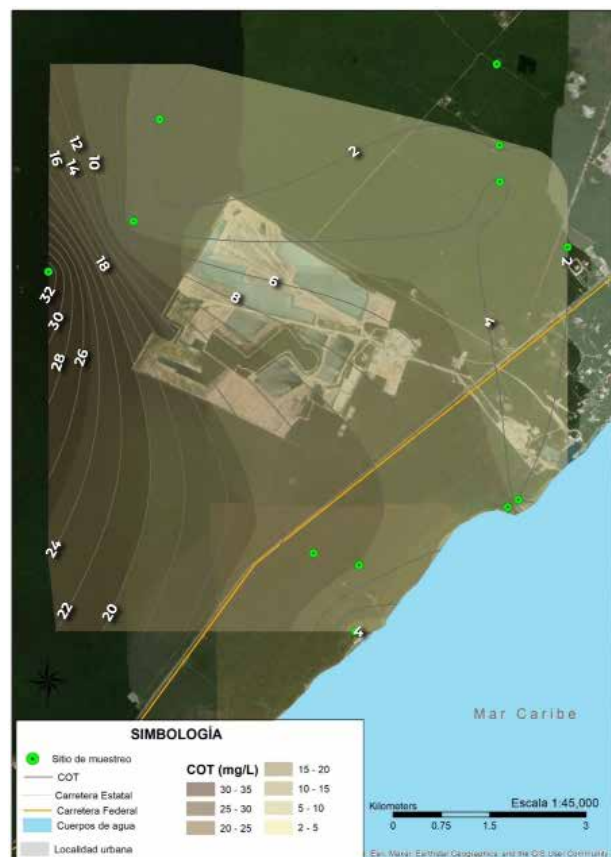 2
12
16
14
10
18
2
32
6
8
30
4
28
26
24
22
20
4
Mar Caribe
SIMBOLOGÍA
Sitio de muestreo
COT
Carretera Estatal
Carretera Federal
Cuerpos de agua
Localidad urbana
COT (mg/L)
30 - 35
25 - 30
20 - 25
15 - 20
10 - 15
5 - 10
2 - 5
Kilometers
Escala 1:45,000
0 0.75 1.5 3
Esri, Maxar, Earthstar Geographics, and the GIS User Community